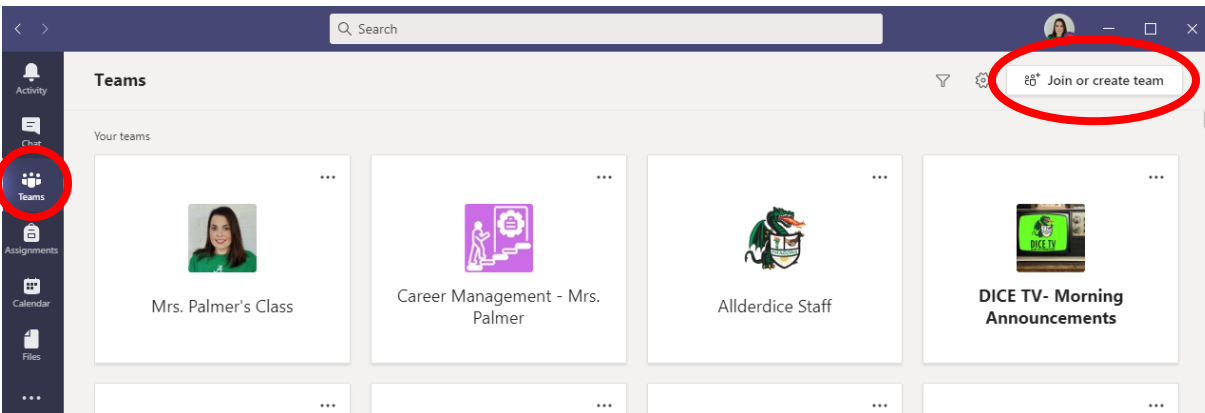 Search
Activity
Teams
Join or create team
Chat
Your teams
Teams
Assignments
Calendar
Files
Mrs. Palmer's Class
Career Management - Mrs.
Palmer
Allderdice Staff
DICE TV
DICE TV- Morning
Announcements